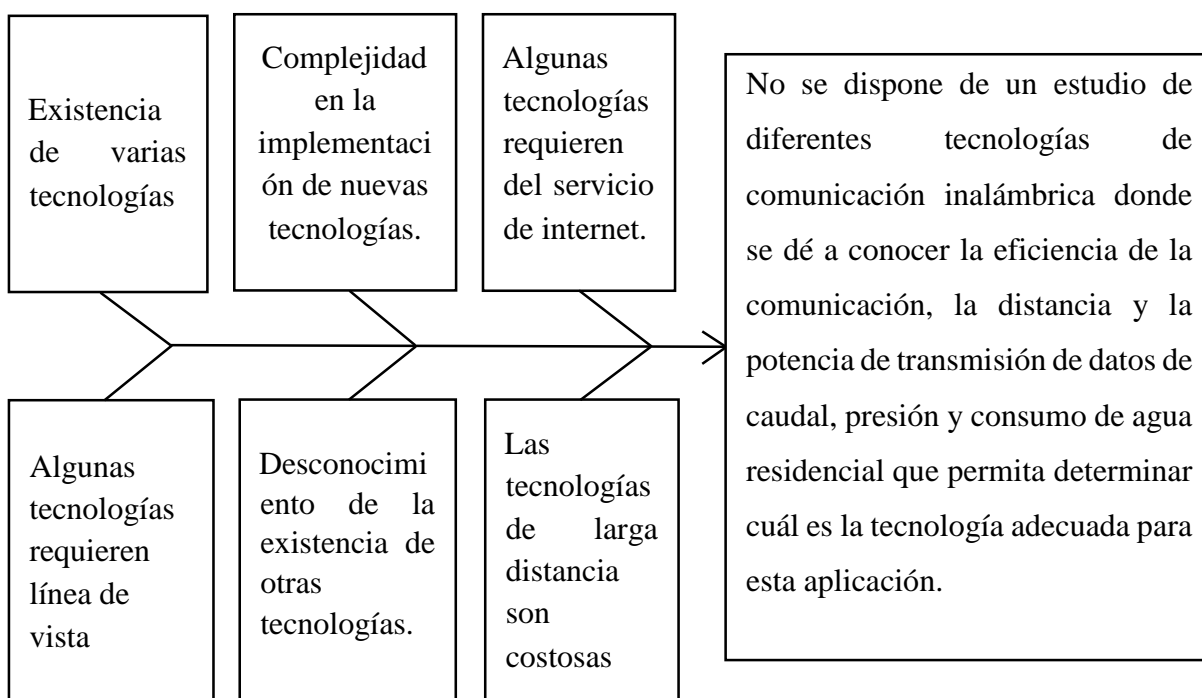 Existencia
de varias
tecnologías
Complejidad
en la
implementaci
ón de nuevas
tecnologías.
Algunas
tecnologías
requieren
del servicio
de internet.
No se dispone de un estudio de
diferentes tecnologías de
comunicación inalámbrica donde
se dé a conocer la eficiencia de la
comunicación, la distancia y la
potencia de transmisión de datos de
caudal, presión y consumo de agua
residencial que permita determinar
cuál es la tecnología adecuada para
esta aplicación.
Algunas
tecnologías
requieren
línea de
vista
Desconocimi
ento de la
existencia de
otras
tecnologías.
Las
tecnologías
de larga
distancia
son
costosas